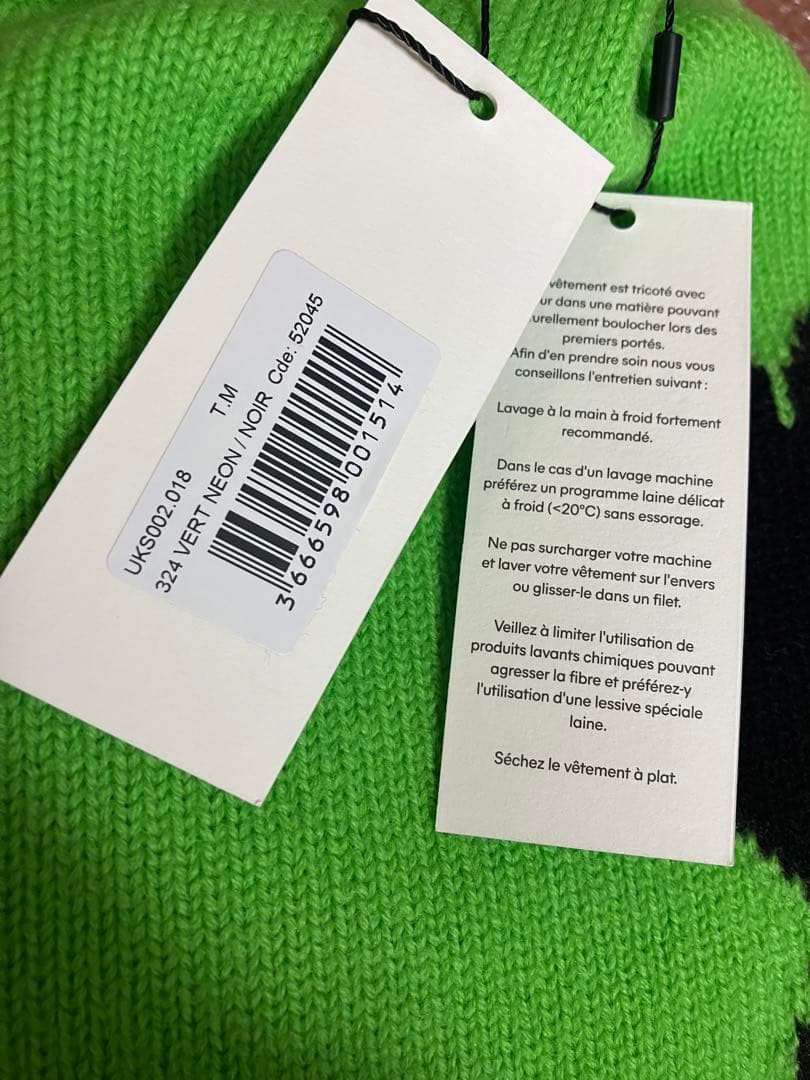 UKS002.018 T.M
324 VERT NEON / NOIR Cde: 52045
3 666598 001514
vêtement est tricoté avec
dans une matière pouvant
boulocher lors des
premiers portés.
Afin d'en prendre soin nous vous
conseillons l'entretien suivant :
Lavage à la main à froid fortement
recommandé.
Dans le cas d'un lavage machine
préférez un programme laine délicat
à froid (<20°C) sans essorage.
Ne pas surcharger votre machine
et laver votre vêtement sur l'envers
ou glisser-le dans un filet.
Veillez à limiter l'utilisation de
produits lavants chimiques pouvant
agresser la fibre et préférez-y
l'utilisation d'une lessive spéciale
laine.
Séchez le vêtement à plat.